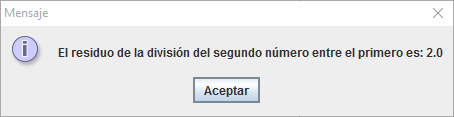 Mensaje
El residuo de la división del segundo número entre el primero es: 2.0
Aceptar